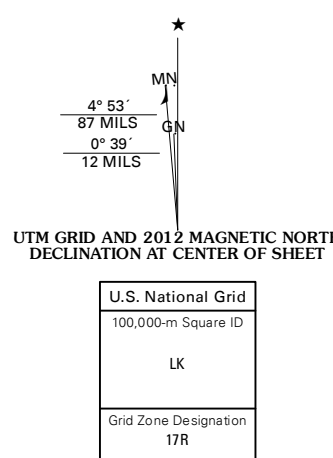 ★
MN
4° 53´
87 MILS
GN
0° 39´
12 MILS
UTM GRID AND 2012 MAGNETIC NORTH
DECLINATION AT CENTER OF SHEET
U.S. National Grid
100,000-m Square ID
LK
Grid Zone Designation
17R